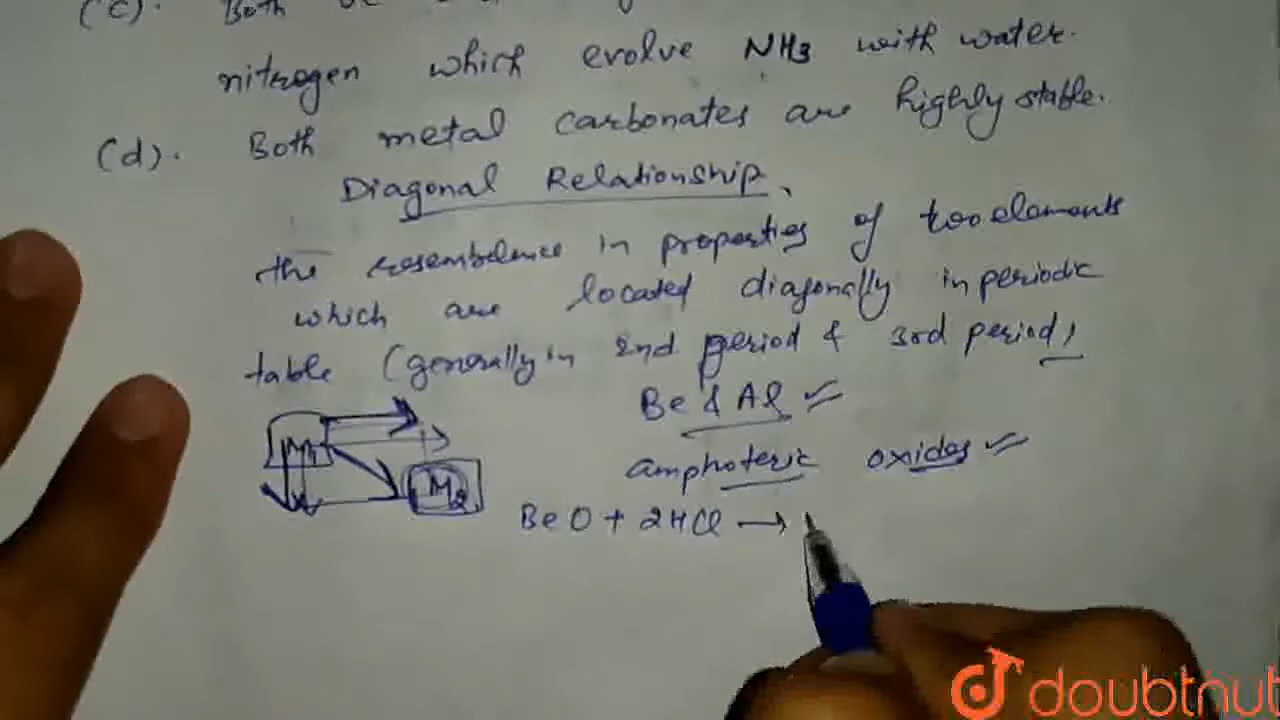 (c). Both
nitrogen which evolve NH3 with water.
(d). Both metal carbonates are highly stable.
Diagonal Relationship,
the resemblence in properties of two elements
which are located diagonally in periodic
table (generally in 2nd period & 3rd period)
Be & Al
M1
amphoteric oxides
M2
BeO + 2HCl →
doubtnut